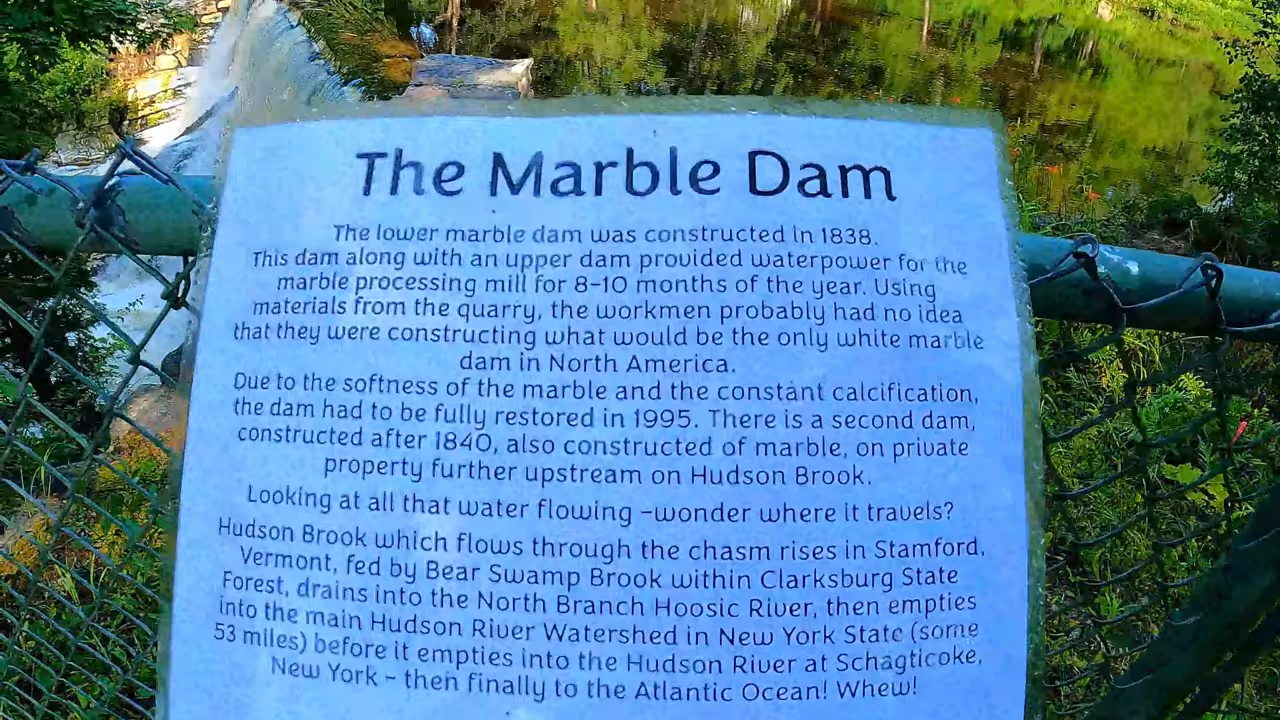 The Marble Dam
The lower marble dam was constructed in 1838.
This dam along with an upper dam provided waterpower for the
marble processing mill for 8-10 months of the year. Using
materials from the quarry, the workmen probably had no idea
that they were constructing what would be the only white marble
dam in North America.
Due to the softness of the marble and the constant calcification,
the dam had to be fully restored in 1995. There is a second dam,
constructed after 1840, also constructed of marble, on private
property further upstream on Hudson Brook.
Looking at all that water flowing -wonder where it travels?
Hudson Brook which flows through the chasm rises in Stamford,
Vermont, fed by Bear Swamp Brook within Clarksburg State
Forest, drains into the North Branch Hoosic River, then empties
into the main Hudson River Watershed in New York State (some
53 miles) before it empties into the Hudson River at Schagticoke,
New York - then finally to the Atlantic Ocean! Whew!